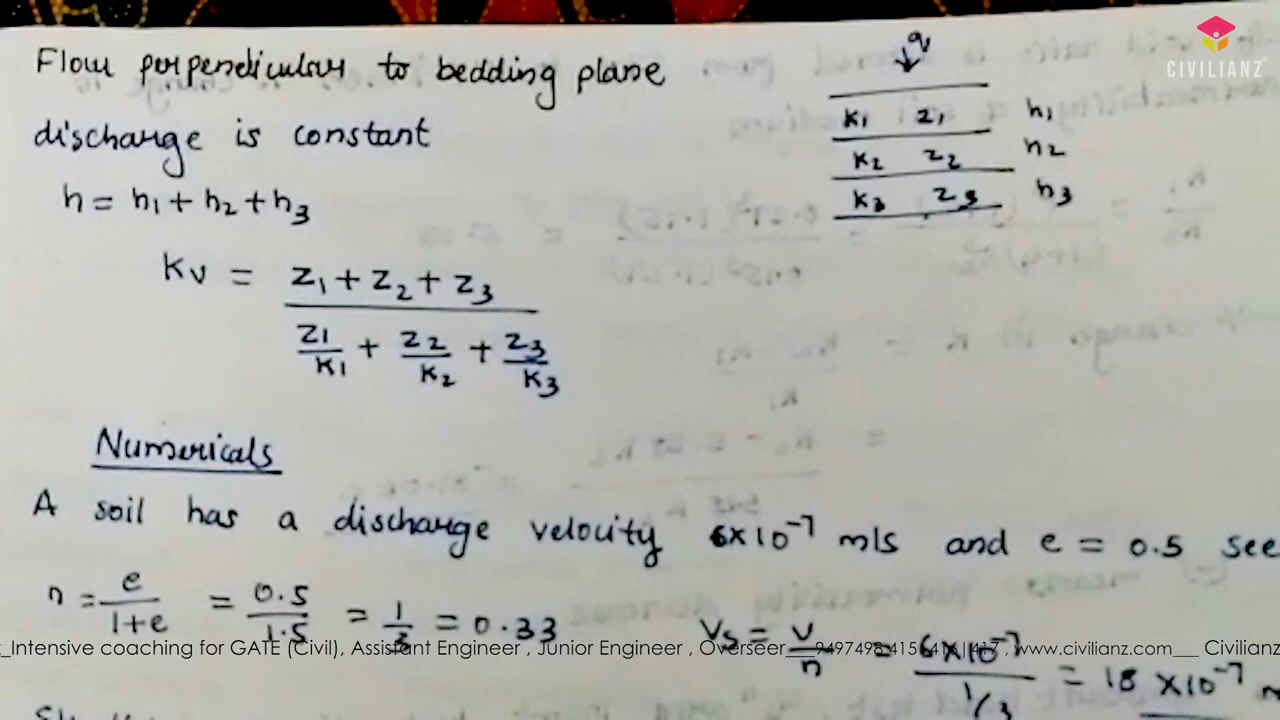 Flow perpendicular to bedding plane
discharge is constant
h = h1 + h2 + h3
Kv = Z1 + Z2 + Z3
Z1/K1 + Z2/K2 + Z3/K3
q
K1 Z1 h1
K2 Z2 h2
K3 Z3 h3
CIVILIANZ
Numericals
A soil has a discharge velocity 6×10^-7 m/s and e = 0.5 see
n = e/1+e = 0.5/1.5 = 1/3 = 0.33
Vs = V/n = 6×10^-7/1/3 = 18 ×10^-7 m
_Intensive coaching for GATE (Civil), Assistant Engineer , Junior Engineer , Overseer , www.civilianz.com___ Civilianz